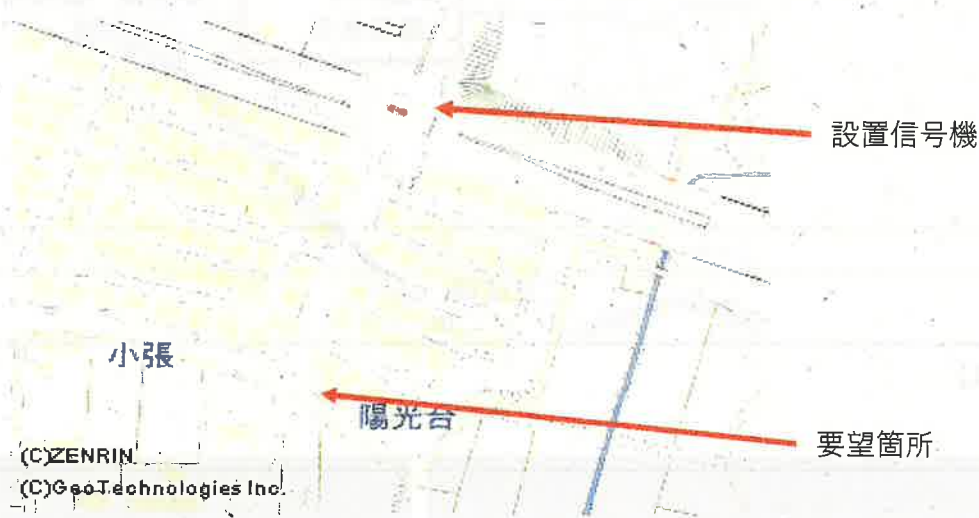 設置信号機
小張
陽光台
要望箇所
(C)ZENRIN
(C)GeoTechnologies Inc.